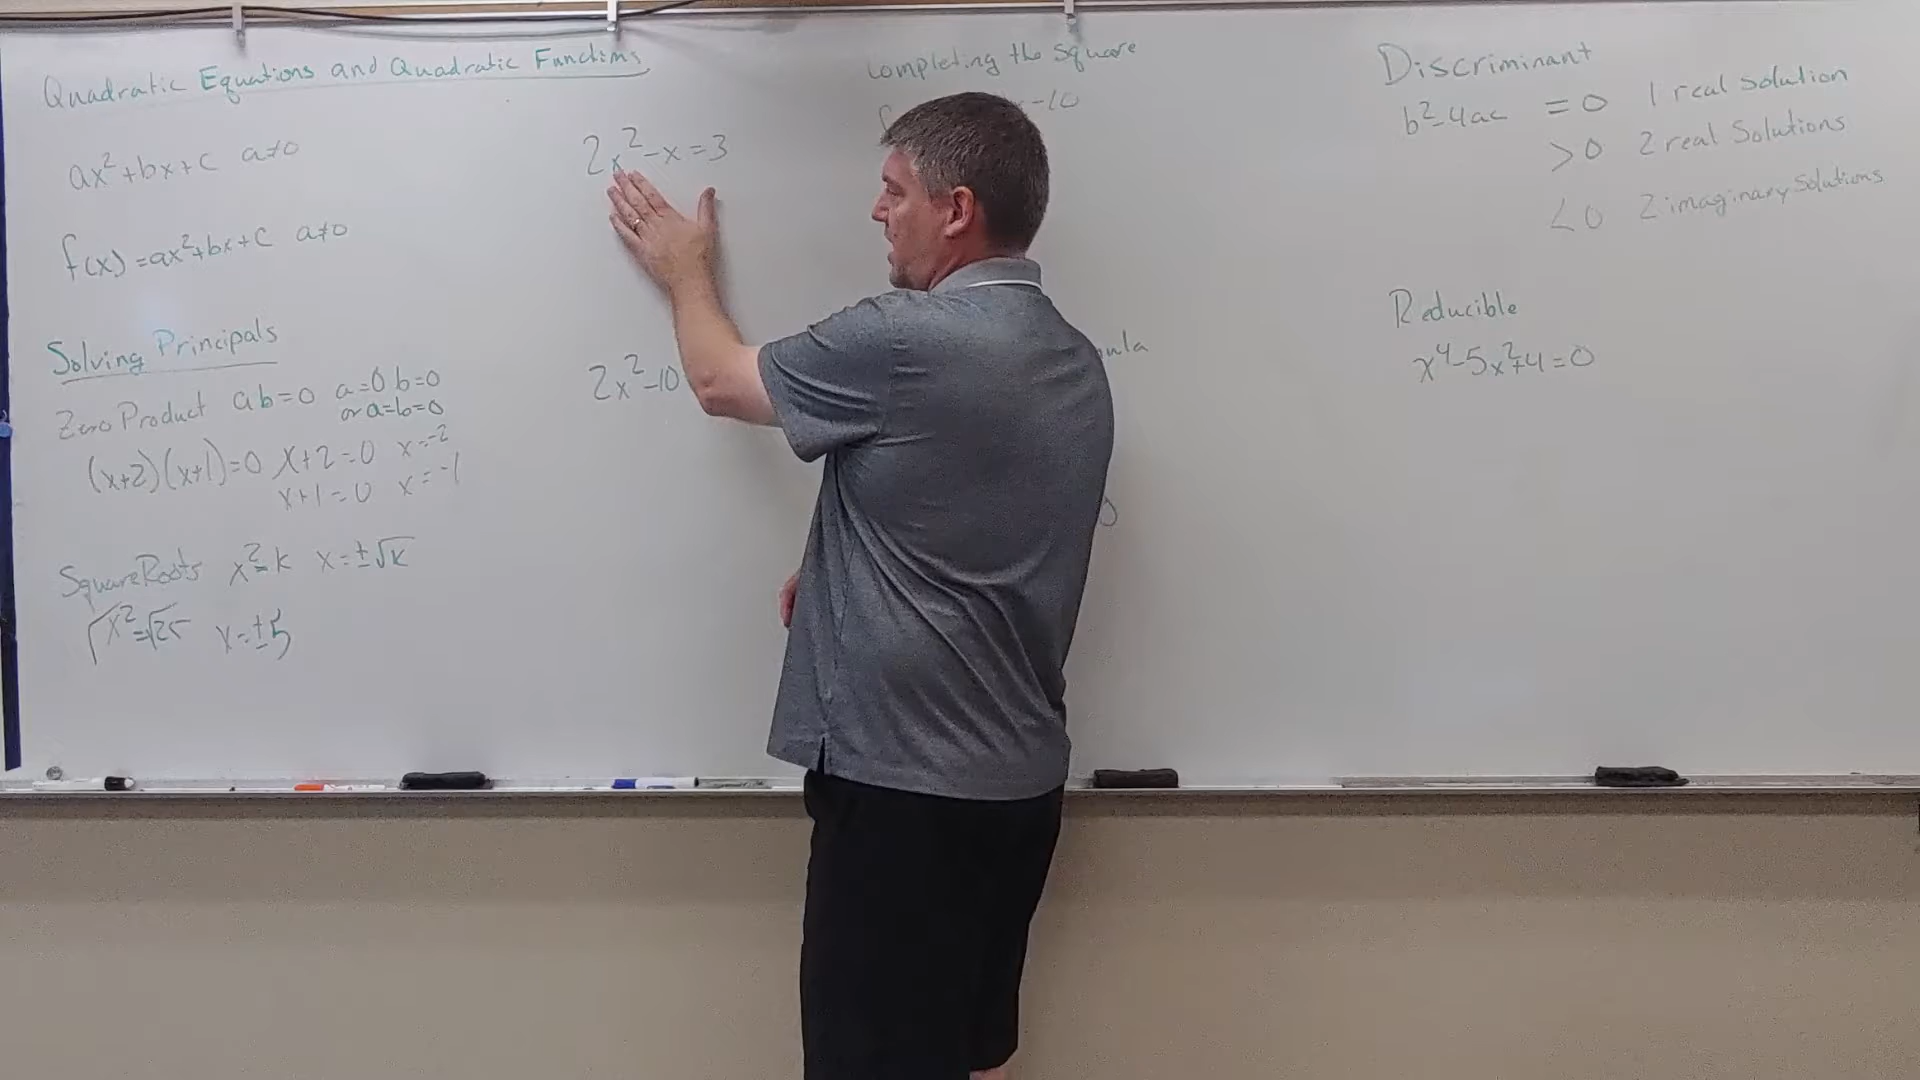 Quadratic Equations and Quadratic Functions
ax²+bx+c a≠0
f(x)=ax²+bx+c a≠0
Solving Principals
Zero Product ab=0 a=0 b=0
or a=b=0
(x+2)(x+1)=0 x+2=0 x=-2
x+1=0 x=-1
Square Roots x²=k x=±√k
√x²=√25 x=±5
2x²-x=3
2x²-10
Completing the Square
-10
Discriminant
b²-4ac =0 1 real solution
>0 2 real Solutions
<0 2 imaginary Solutions
Reducible
x⁴-5x²+4=0